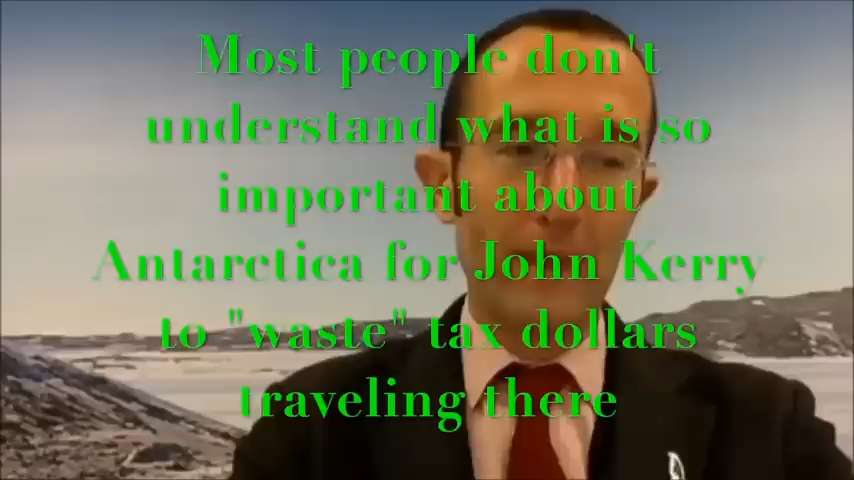 Most people don't
understand what is so
important about
Antarctica for John Kerry
to "waste" tax dollars
traveling there